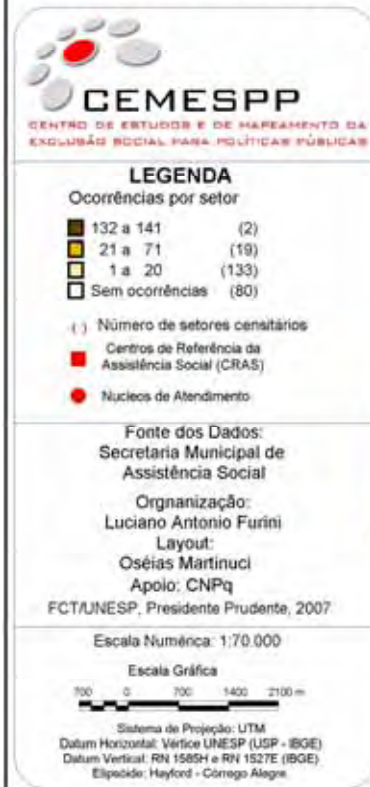 CEMESPP
CENTRO DE ESTUDOS E DE MAPEAMENTO DA
EXCLUSÃO SOCIAL PARA POLÍTICAS PÚBLICAS
LEGENDA
Ocorrências por setor
132 a 141 (2)
21 a 71 (19)
1 a 20 (133)
Sem ocorrências (80)
( ) Número de setores censitários
Centros de Referência da
Assistência Social (CRAS)
Nucleos de Atendimento
Fonte dos Dados:
Secretaria Municipal de
Assistência Social
Orgnanização:
Luciano Antonio Furini
Layout:
Oséias Martinuci
Apoio: CNPq
FCT/UNESP, Presidente Prudente, 2007
Escala Numérica: 1:70.000
Escala Gráfica
700 0 700 1400 2100 m
Sistema de Projeção: UTM
Datum Horizontal: Vértice UNESP (USP - IBGE)
Datum Vertical: RN 1585H e RN 1527E (IBGE)
Elipsóide: Hayford - Córrego Alegre